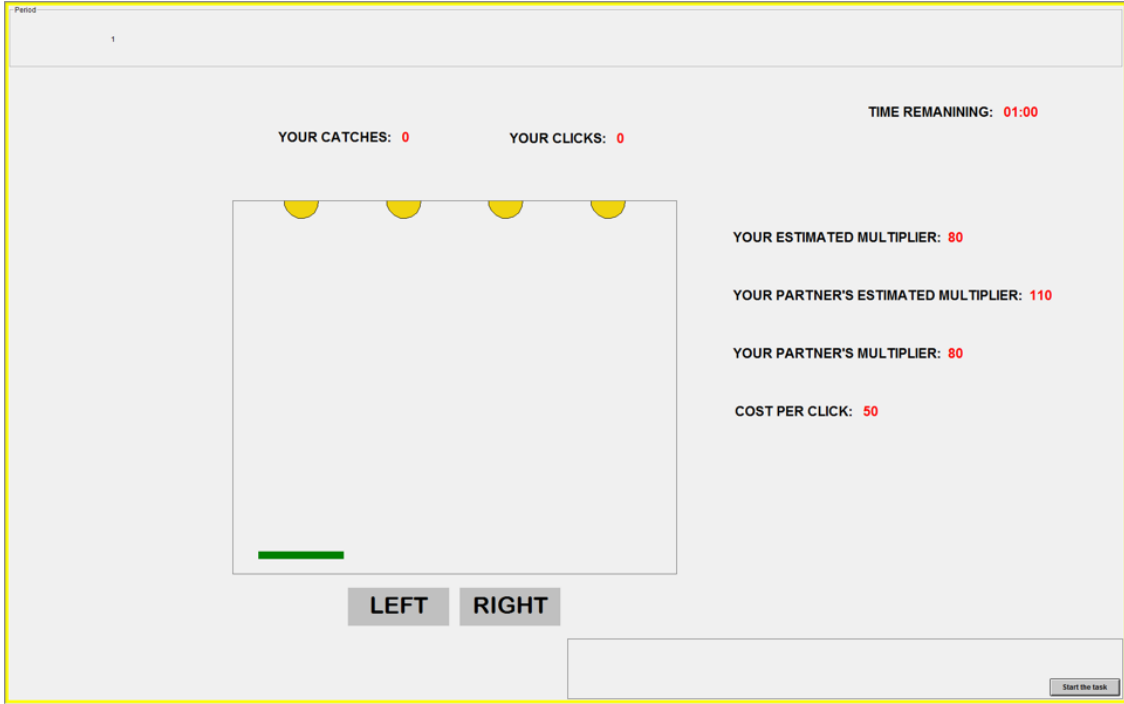 Period
1
TIME REMANINING: 01:00
YOUR CATCHES: 0
YOUR CLICKS: 0
YOUR ESTIMATED MULTIPLIER: 80
YOUR PARTNER'S ESTIMATED MULTIPLIER: 110
YOUR PARTNER'S MULTIPLIER: 80
COST PER CLICK: 50
LEFT
RIGHT
Start the task